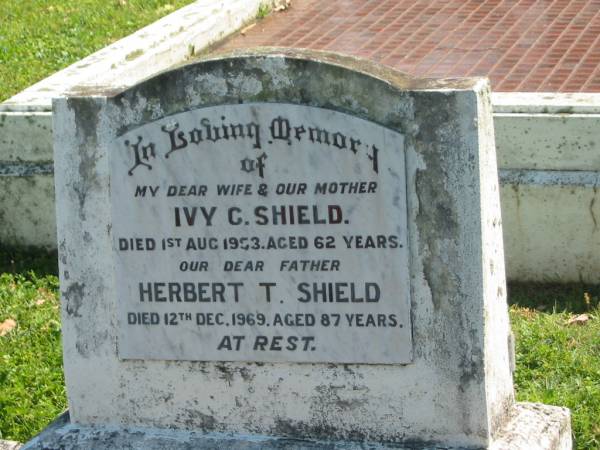 In Loving Memory
of
MY DEAR WIFE & OUR MOTHER
IVY C. SHIELD.
DIED 1ST AUG 1953. AGED 62 YEARS.
OUR DEAR FATHER
HERBERT T. SHIELD
DIED 12TH DEC. 1969. AGED 87 YEARS.
AT REST.